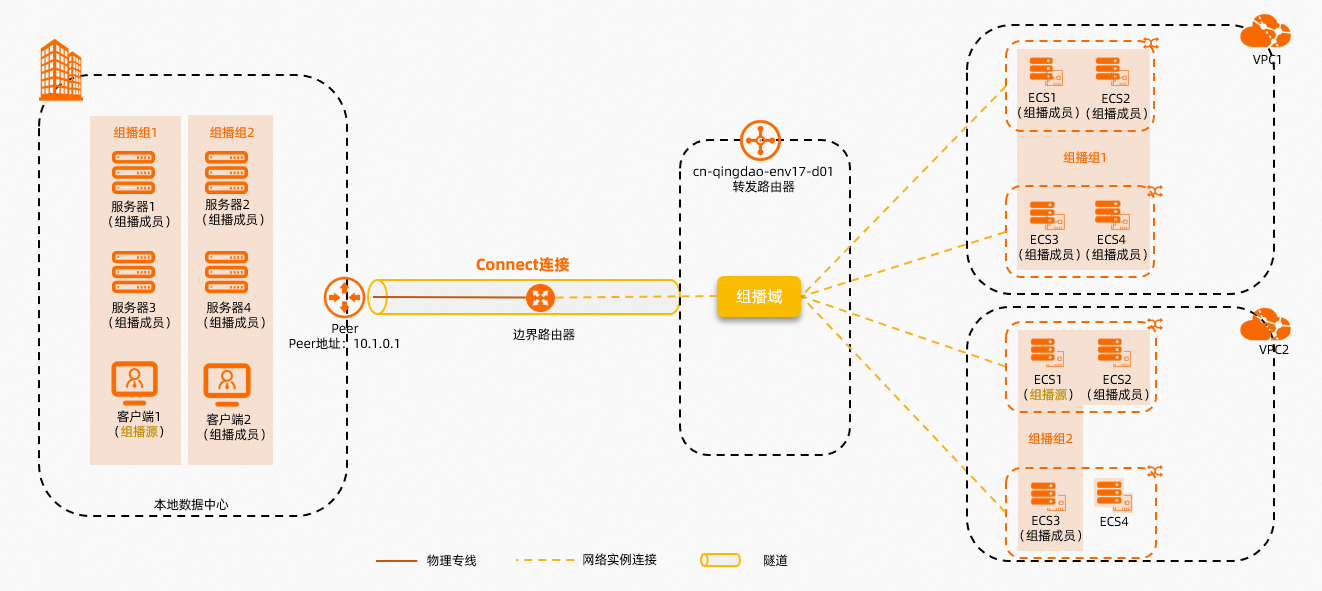 组播组1
组播组2
服务器1
（组播成员）
服务器2
（组播成员）
服务器3
（组播成员）
服务器4
（组播成员）
客户端1
（组播源）
客户端2
（组播成员）
本地数据中心
Peer
Peer地址：10.1.0.1
Connect连接
边界路由器
cn-qingdao-env17-d01
转发路由器
组播域
VPC1
ECS1
（组播成员）
ECS2
（组播成员）
组播组1
ECS3
（组播成员）
ECS4
（组播成员）
VPC2
ECS1
（组播源）
ECS2
（组播成员）
组播组2
ECS3
（组播成员）
ECS4
物理专线
网络实例连接
隧道